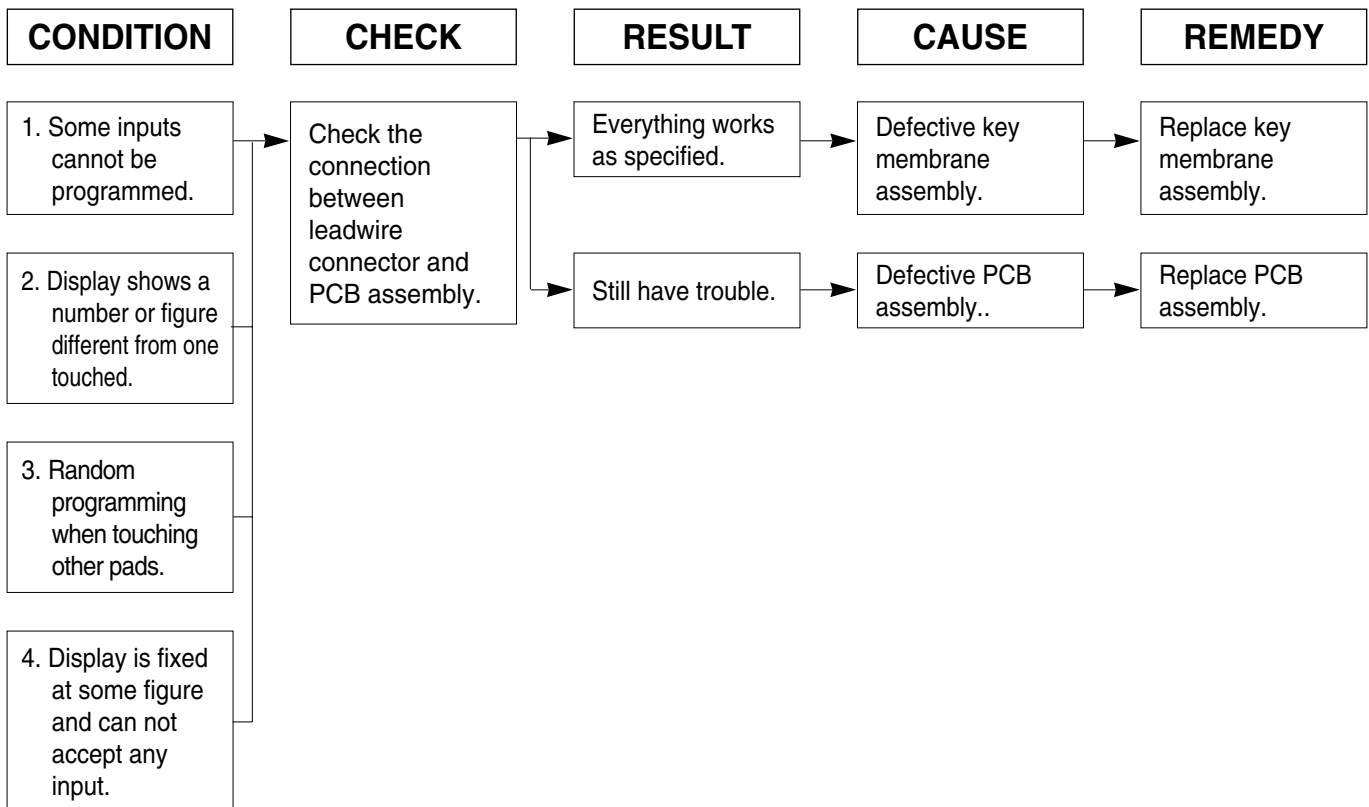 CONDITION
CHECK
RESULT
CAUSE
REMEDY
1. Some inputs
cannot be
programmed.
Check the
connection
between
leadwire
connector and
PCB assembly.
Everything works
as specified.
Defective key
membrane
assembly.
Replace key
membrane
assembly.
2. Display shows a
number or figure
different from one
touched.
Still have trouble.
Defective PCB
assembly..
Replace PCB
assembly.
3. Random
programming
when touching
other pads.
4. Display is fixed
at some figure
and can not
accept any
input.